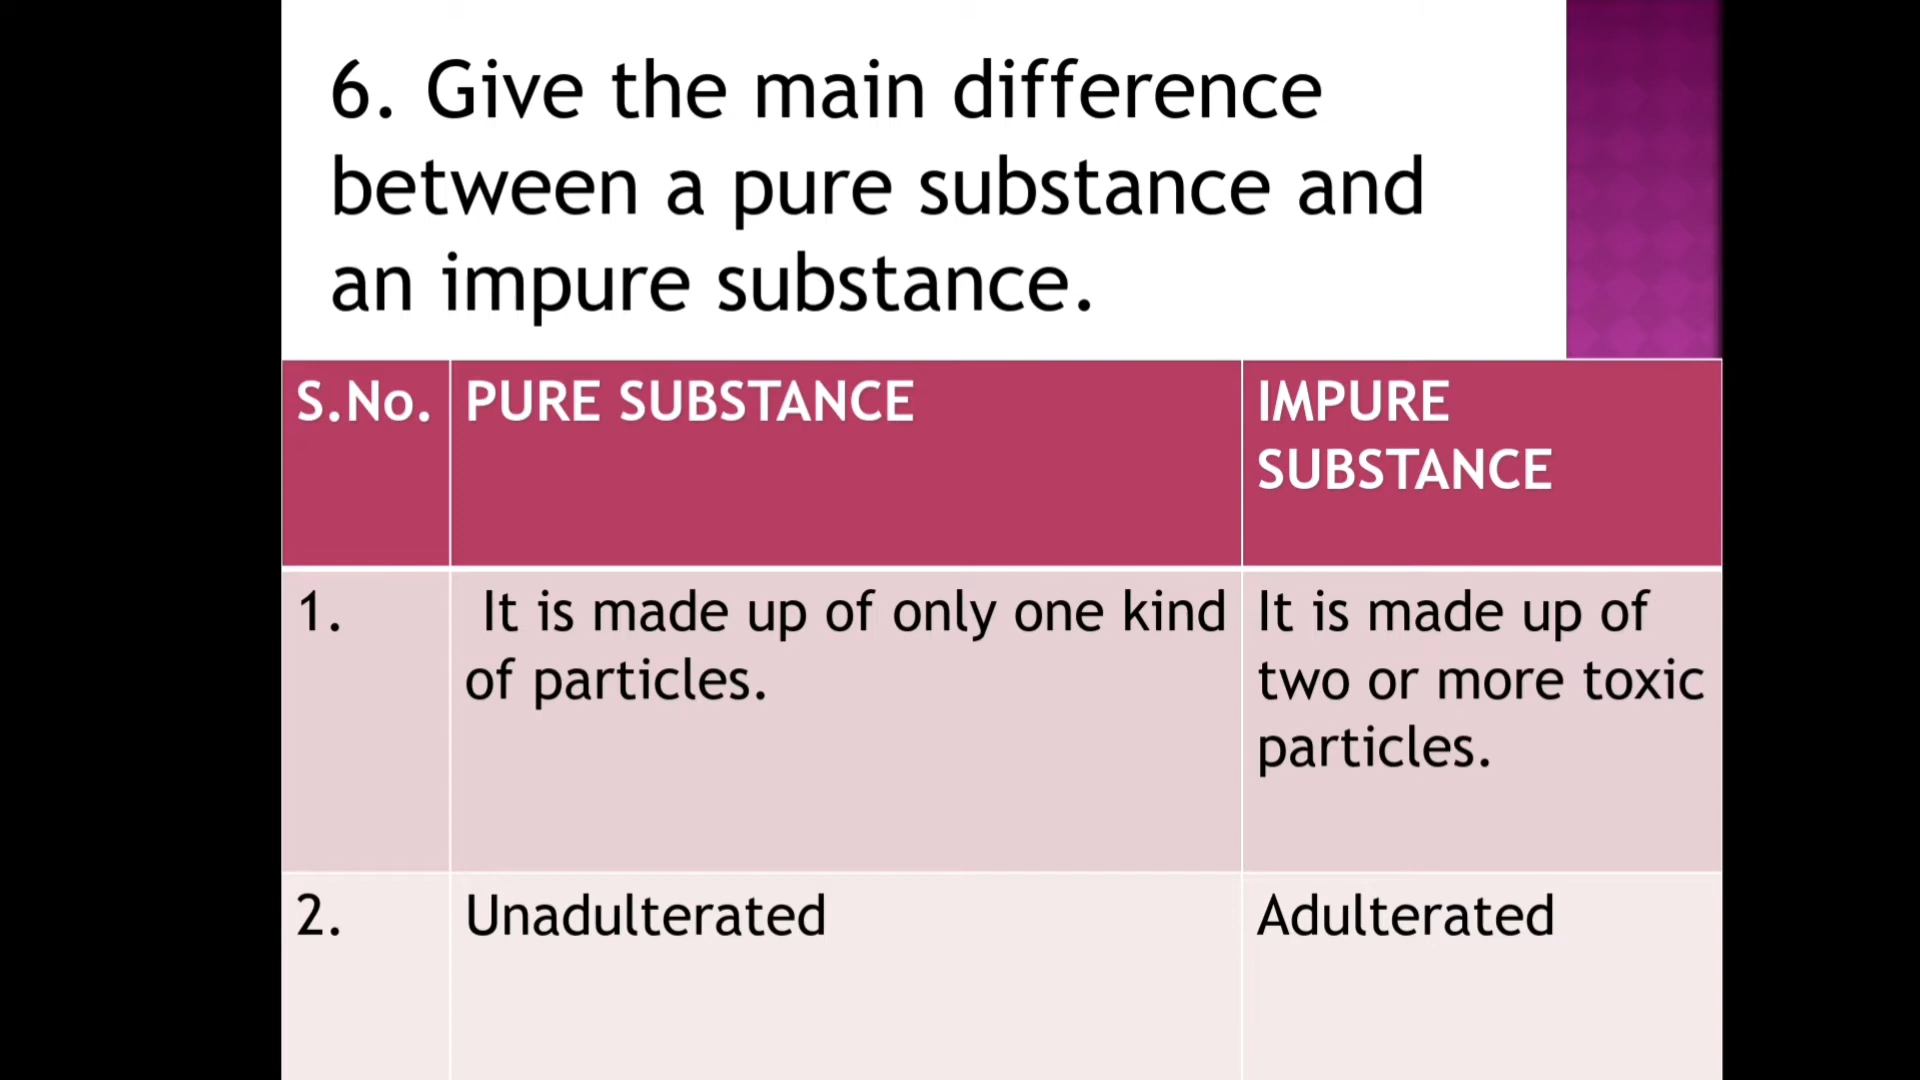 6. Give the main difference
between a pure substance and
an impure substance.
S.No.
PURE SUBSTANCE
IMPURE
SUBSTANCE
1.
It is made up of only one kind
of particles.
It is made up of
two or more toxic
particles.
2.
Unadulterated
Adulterated